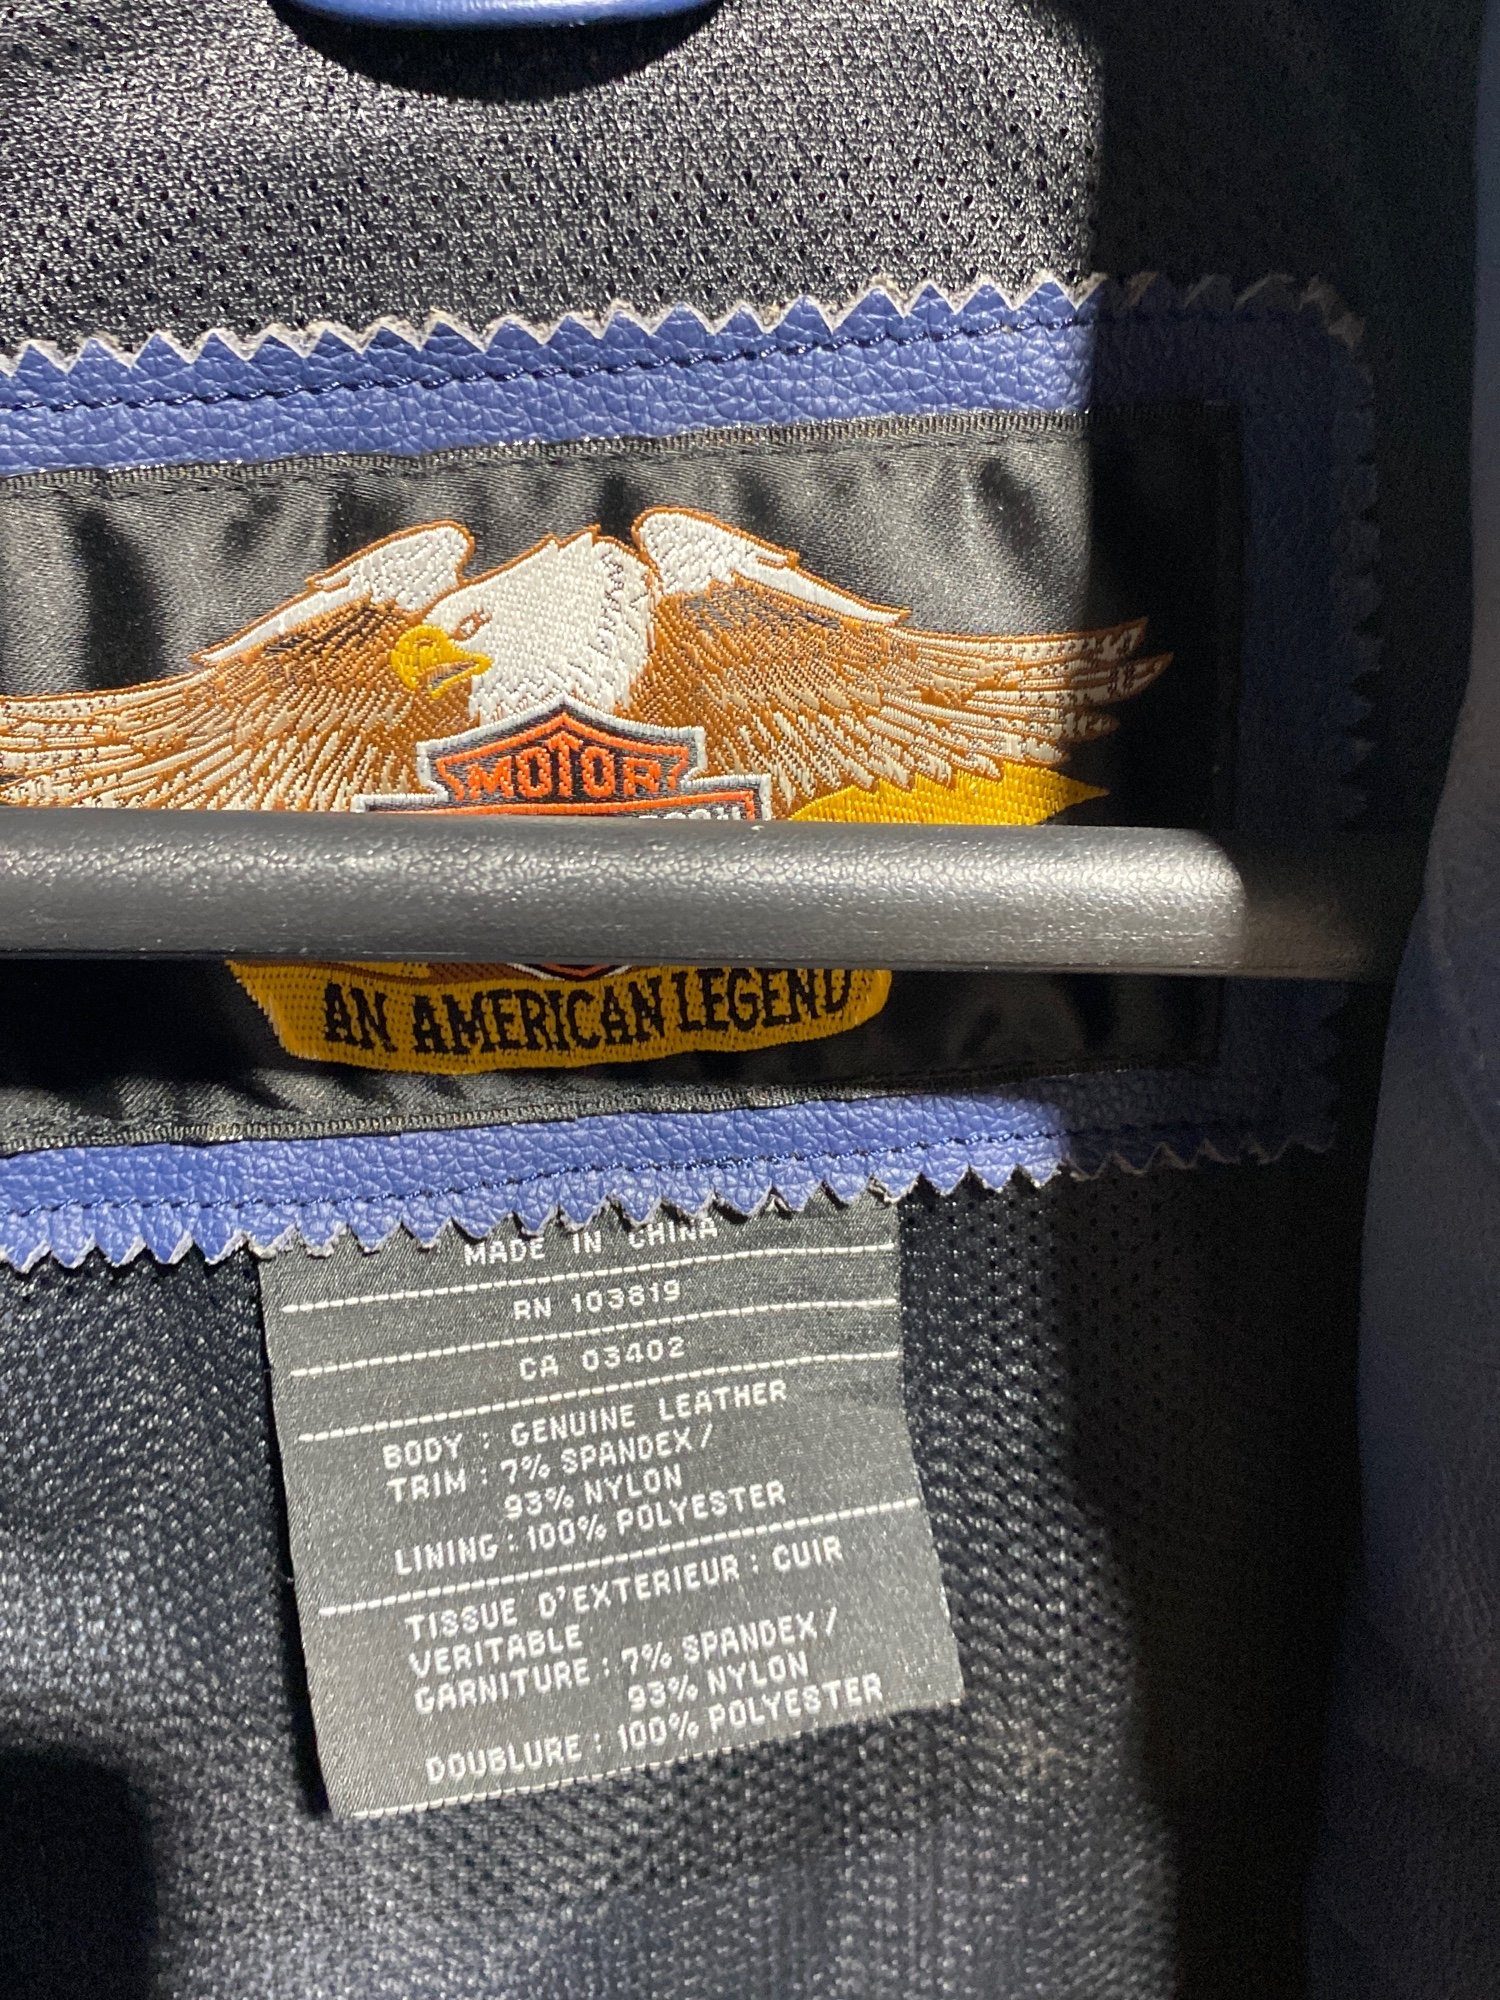 MOTOR
AN AMERICAN LEGEND
MADE IN CHINA
RN 103819
CA 03402
BODY : GENUINE LEATHER
TRIM : 7% SPANDEX/
93% NYLON
LINING : 100% POLYESTER
TISSUE D'EXTERIEUR : CUIR
VERITABLE
GARNITURE : 7% SPANDEX/
93% NYLON
DOUBLURE : 100% POLYESTER